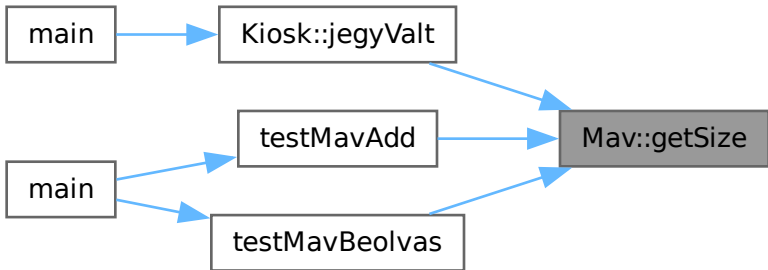 main
Kiosk::jegyValt
testMavAdd
Mav::getSize
main
testMavBeolvas